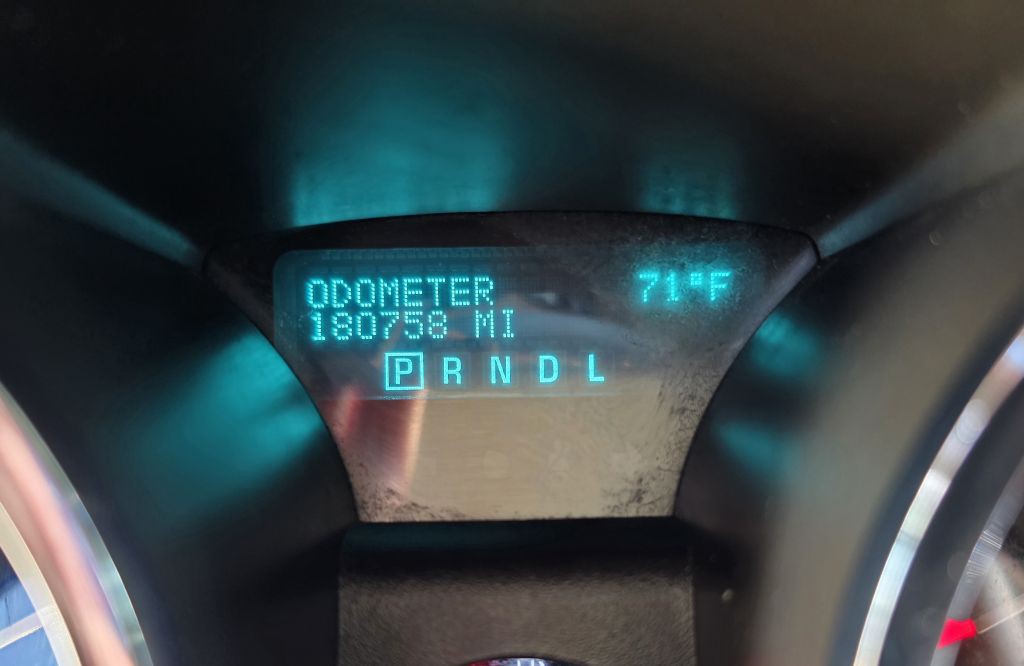 ODOMETER 71°F
180758 MI
P R N D L